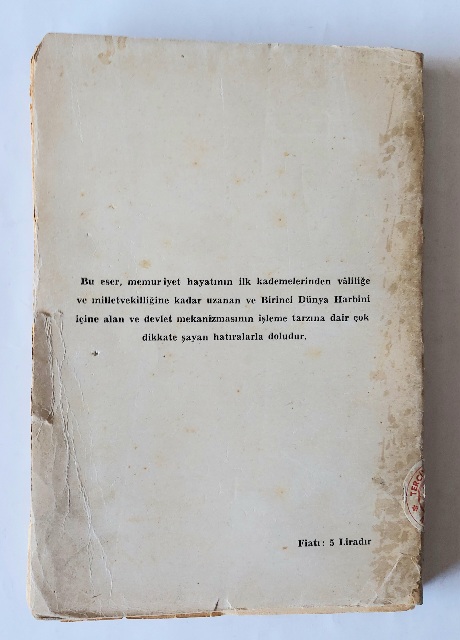 Bu eser, memuriyet hayatının ilk kademelerinden vâliliğe
ve milletvekilliğine kadar uzanan ve Birinci Dünya Harbini
içine alan ve devlet mekanizmasının işleme tarzına dair çok
dikkate şayan hatıralarla doludur.
TERCÜ
Fiatı: 5 Liradır